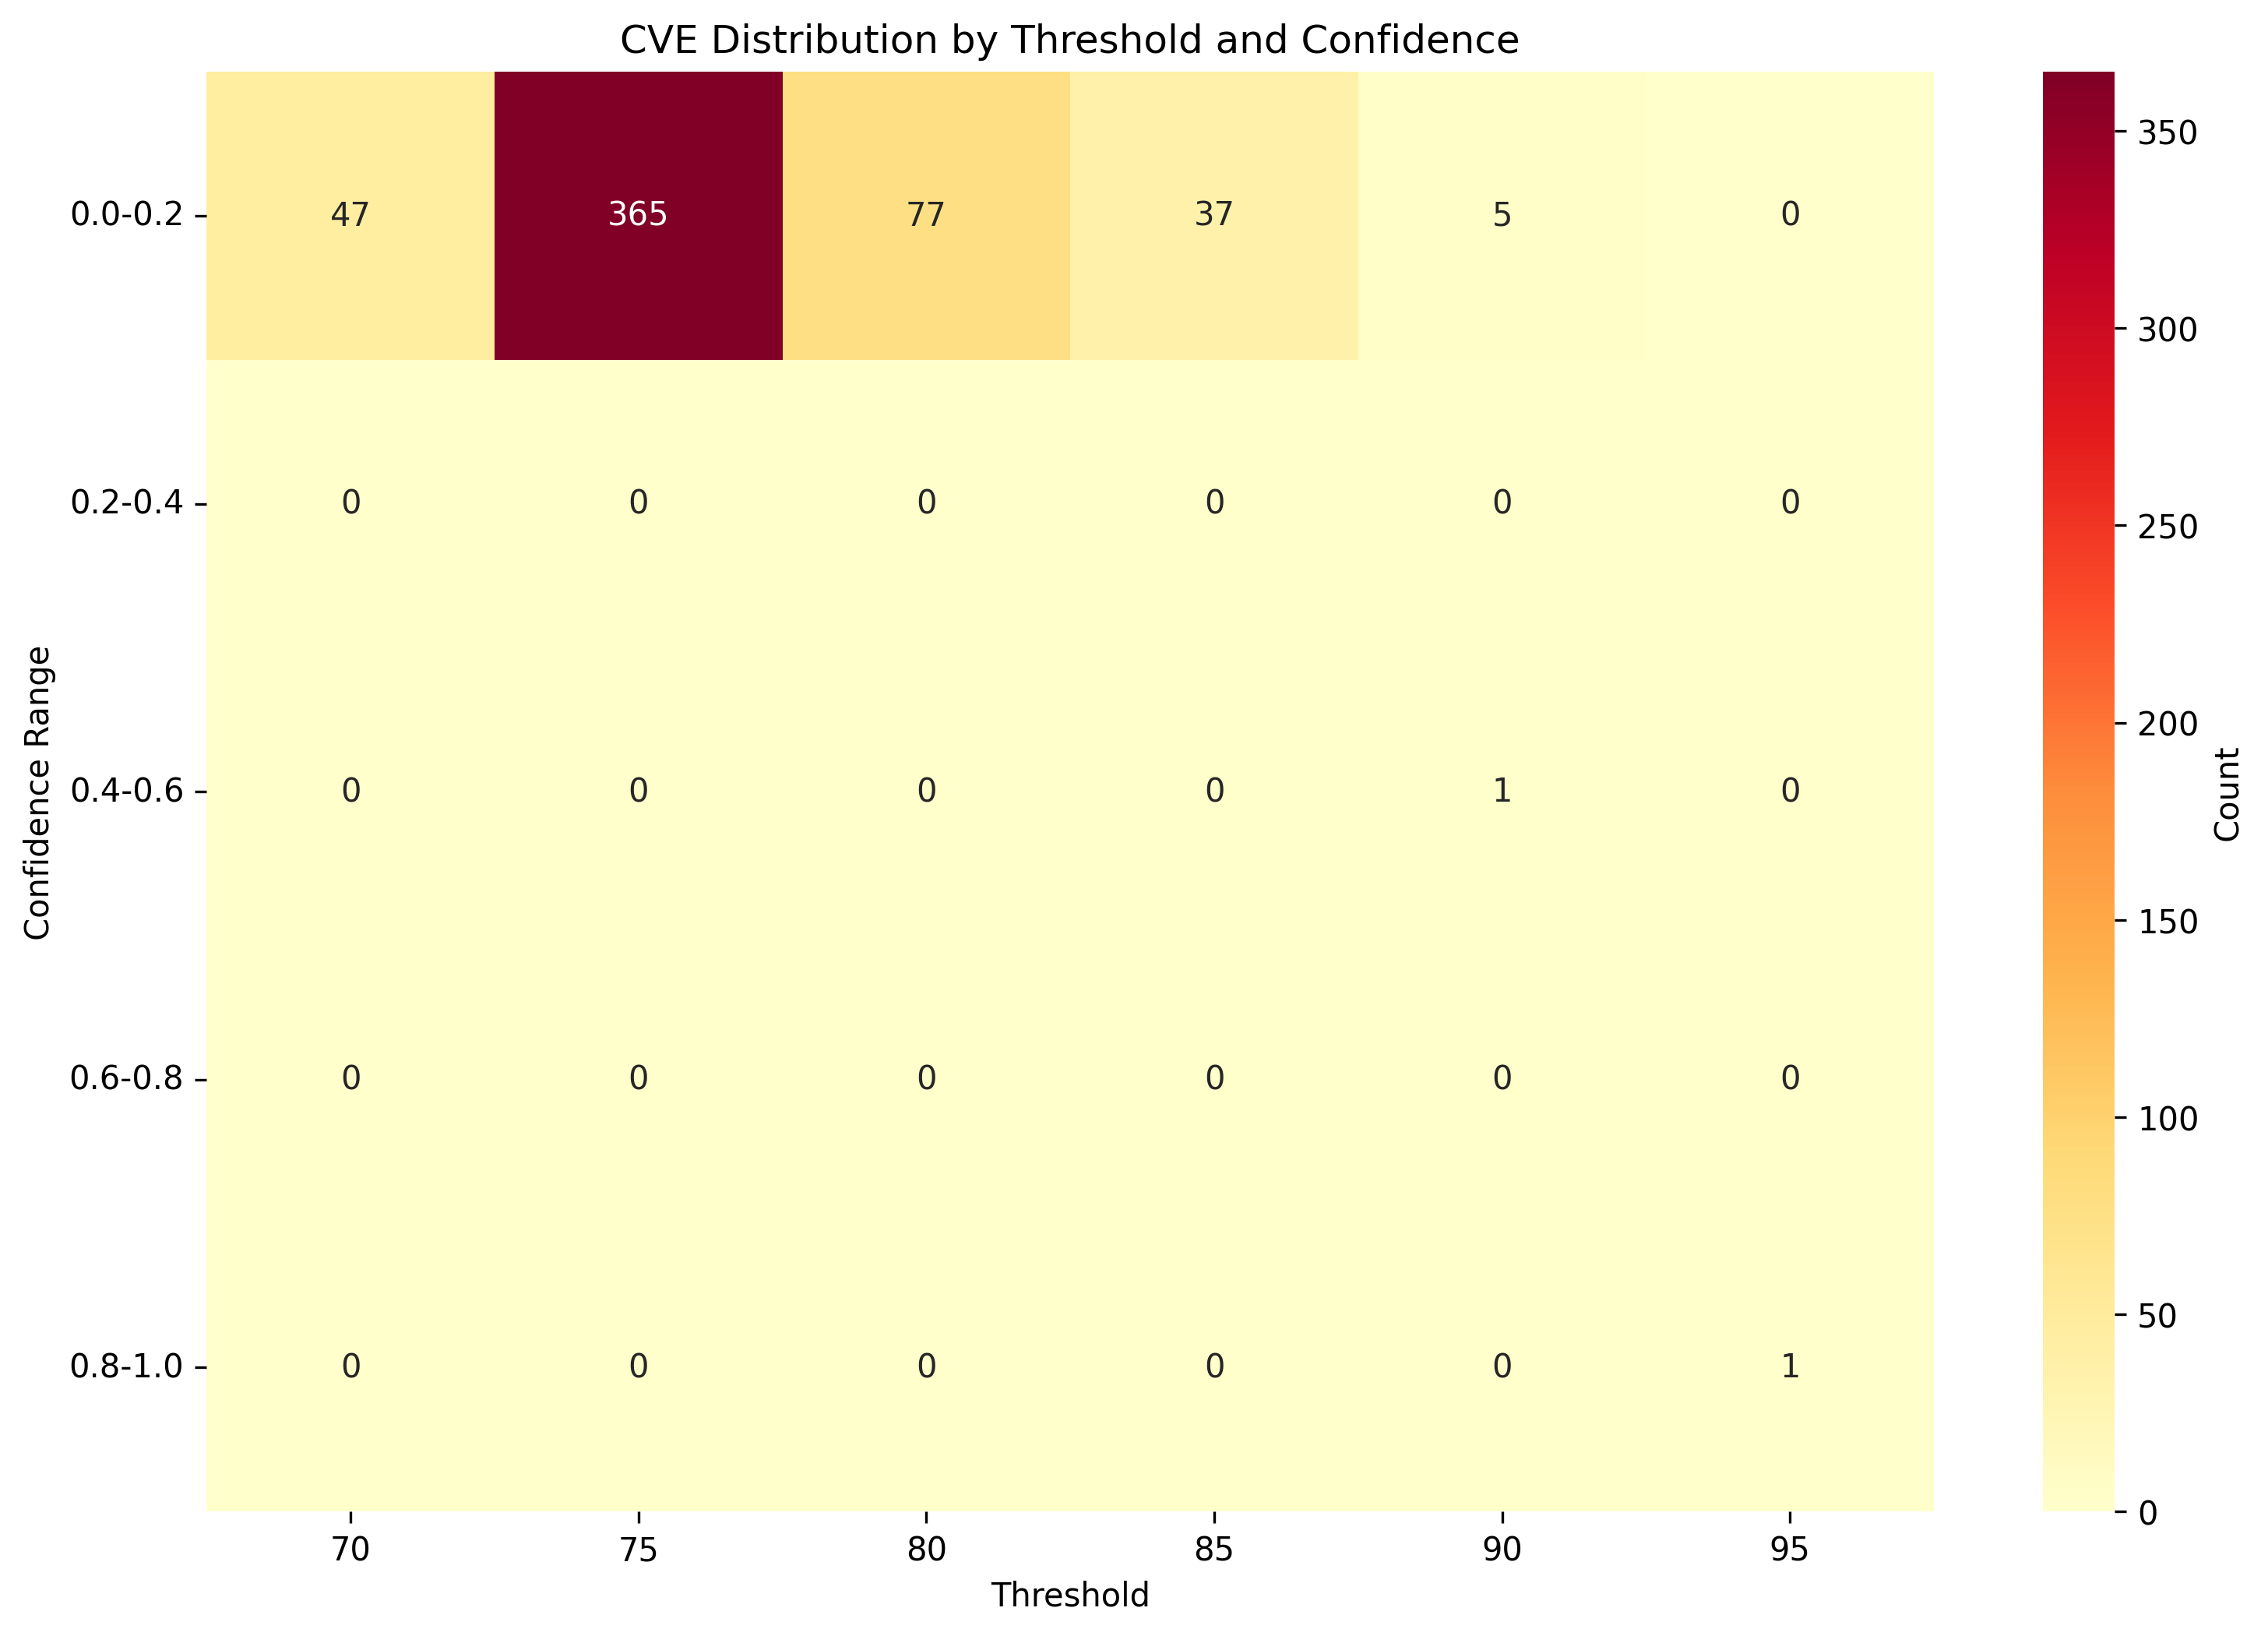 CVE Distribution by Threshold and Confidence
Confidence Range
0.0-0.2 47 365 77 37 5 0
0.2-0.4 0 0 0 0 0 0
0.4-0.6 0 0 0 0 1 0
0.6-0.8 0 0 0 0 0 0
0.8-1.0 0 0 0 0 0 1
70 75 80 85 90 95
Threshold
350
300
250
200
150
100
50
0
Count